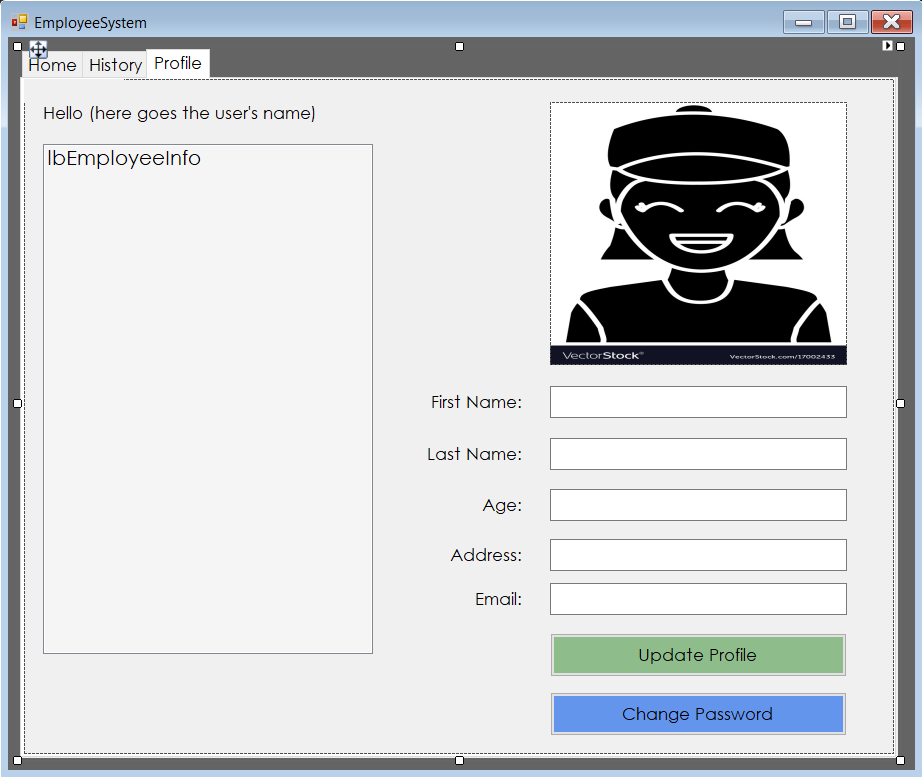 EmployeeSystem
Home History Profile
Hello (here goes the user's name)
lbEmployeeInfo
VectorStock® VectorStock.com/17002433
First Name:
Last Name:
Age:
Address:
Email:
Update Profile
Change Password